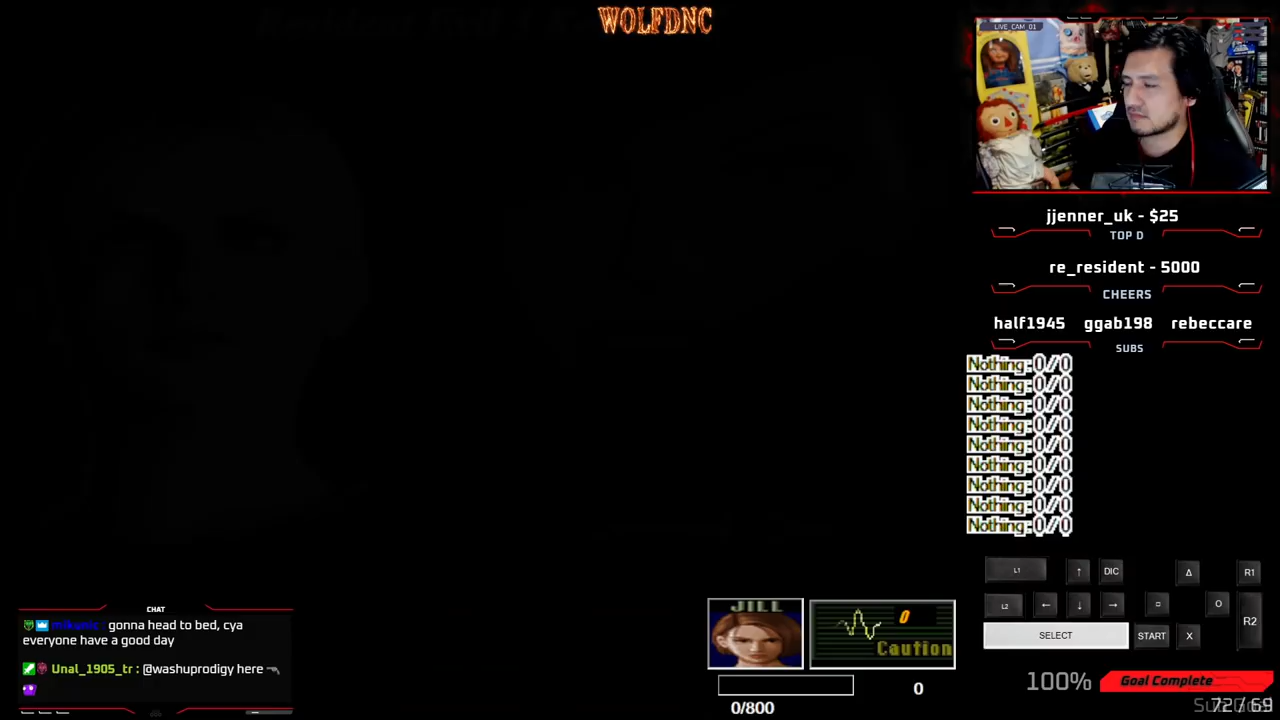 WOLFDNC
LIVE_CAM_01
jjenner_uk - $25
TOP D
re_resident - 5000
CHEERS
half1945 ggab198 rebeccare
SUBS
Nothing:0/0
Nothing:0/0
Nothing:0/0
Nothing:0/0
Nothing:0/0
Nothing:0/0
Nothing:0/0
Nothing:0/0
Nothing:0/0
L1 ↑ DIC Δ R1
L2 ← ↓ → □ O R2
SELECT START X
100% Goal Complete
72/69
CHAT
gonna head to bed, cya
everyone have a good day
Unal_1905_tr : @washuprodigy here
JILL
0
Caution
0
0/800